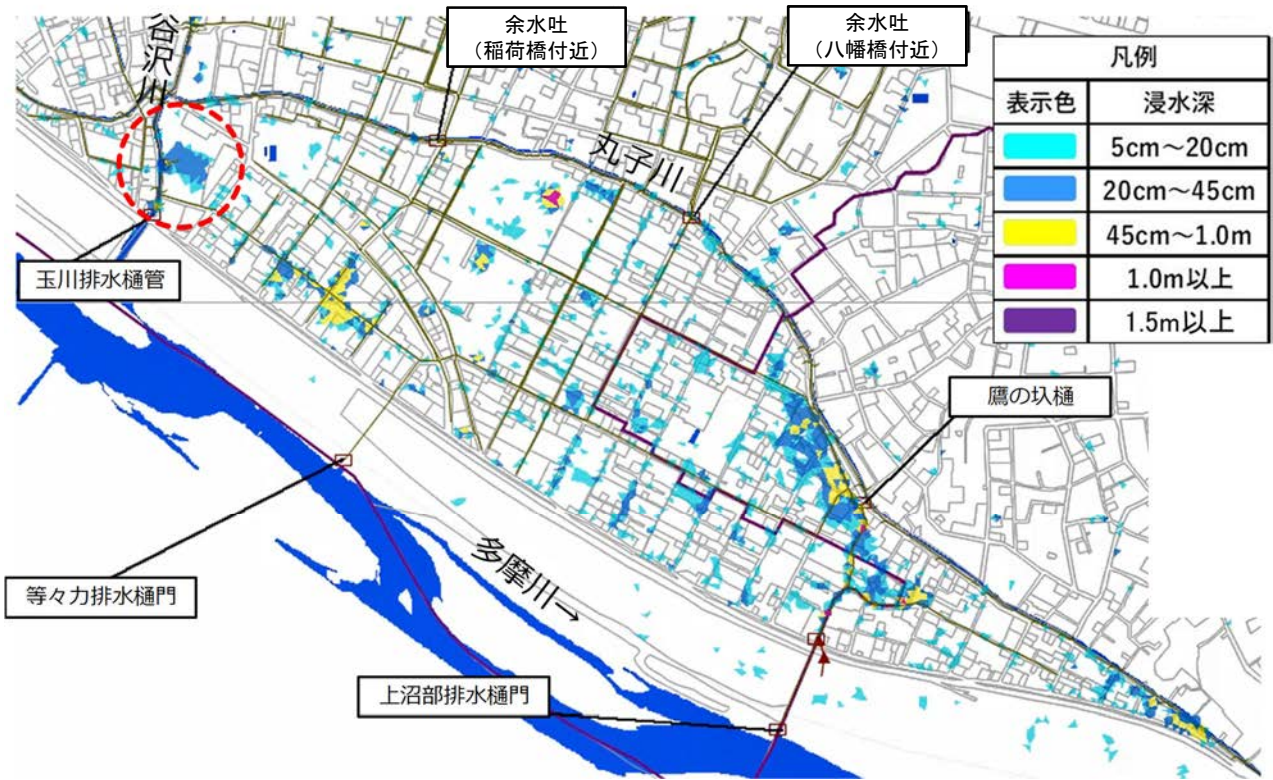 余水吐
（稲荷橋付近）
余水吐
（八幡橋付近）
谷沢川
丸子川
凡例
表示色 浸水深
5cm～20cm
20cm～45cm
45cm～1.0m
1.0m以上
1.5m以上
玉川排水樋管
鷹の圦樋
等々力排水樋門
多摩川→
上沼部排水樋門